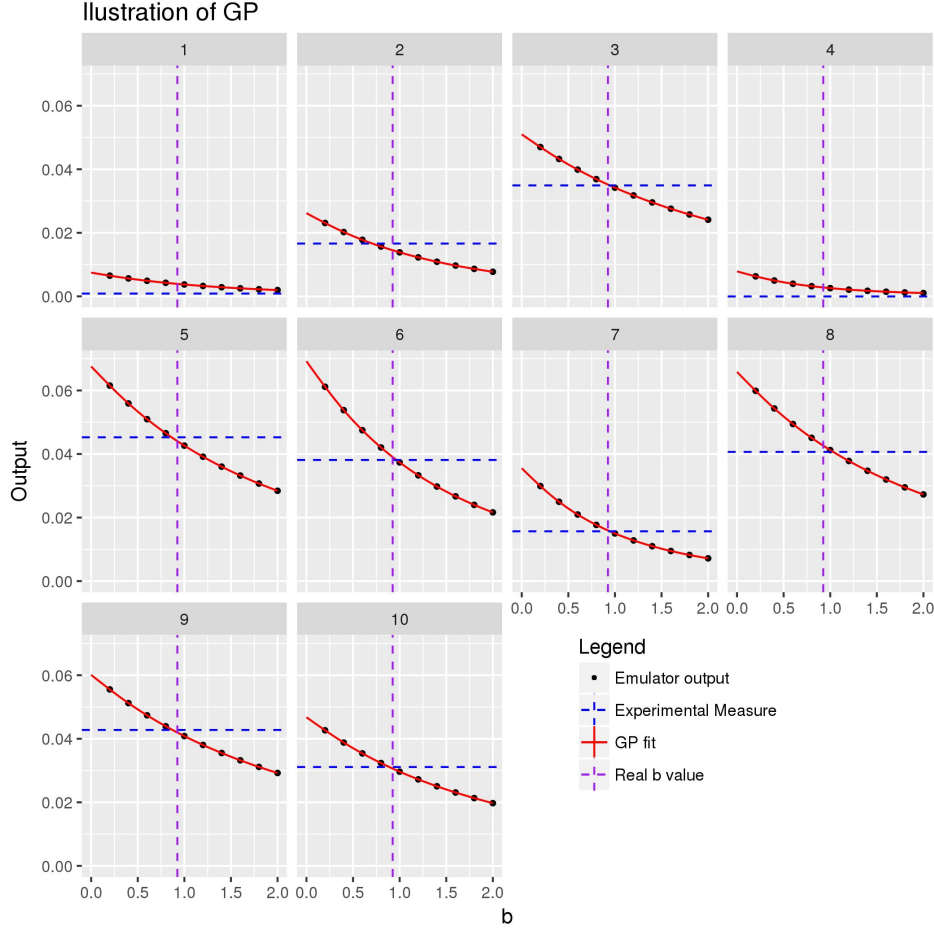 Ilustration of GP
1 2 3 4
0.06
0.04
0.02
0.00
5 6 7 8
0.06
0.04
0.02
0.00
0.0 0.5 1.0 1.5 2.0 0.0 0.5 1.0 1.5 2.0
9 10
0.06
0.04
0.02
0.00
0.0 0.5 1.0 1.5 2.0 0.0 0.5 1.0 1.5 2.0
Output
b
Legend
Emulator output
Experimental Measure
GP fit
Real b value